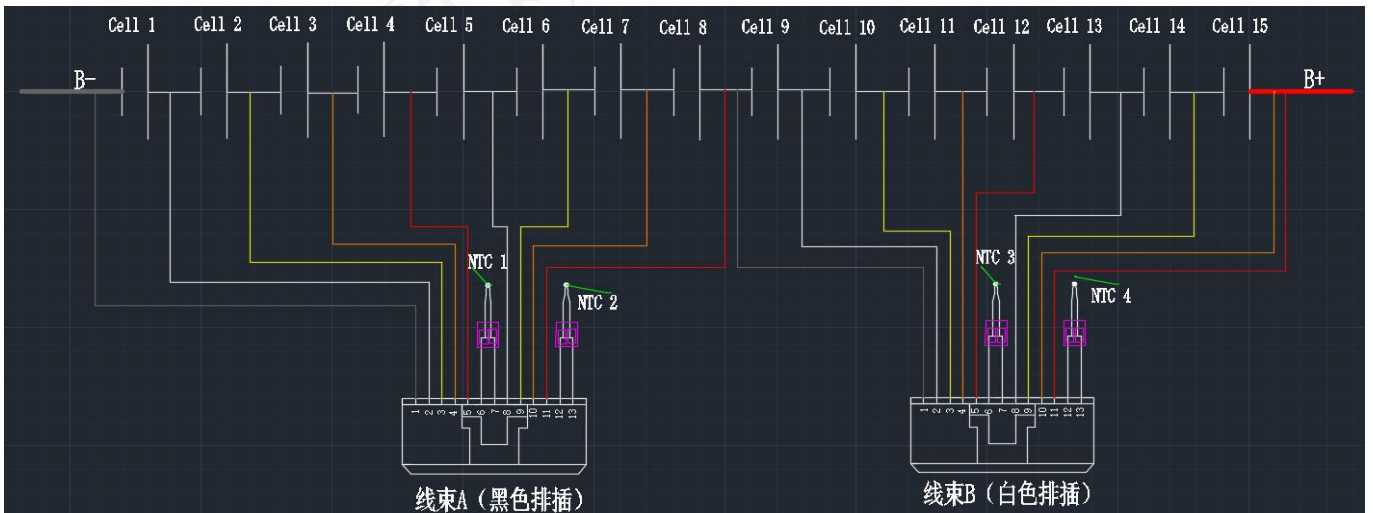 Cell 1 Cell 2 Cell 3 Cell 4 Cell 5 Cell 6 Cell 7 Cell 8 Cell 9 Cell 10 Cell 11 Cell 12 Cell 13 Cell 14 Cell 15
B- B+
NTC 1 NTC 3
NTC 2 NTC 4
1 2 3 4 5 6 7 8 9 10 11 12 13 1 2 3 4 5 6 7 8 9 10 11 12 13
线束A（黑色排插） 线束B（白色排插）